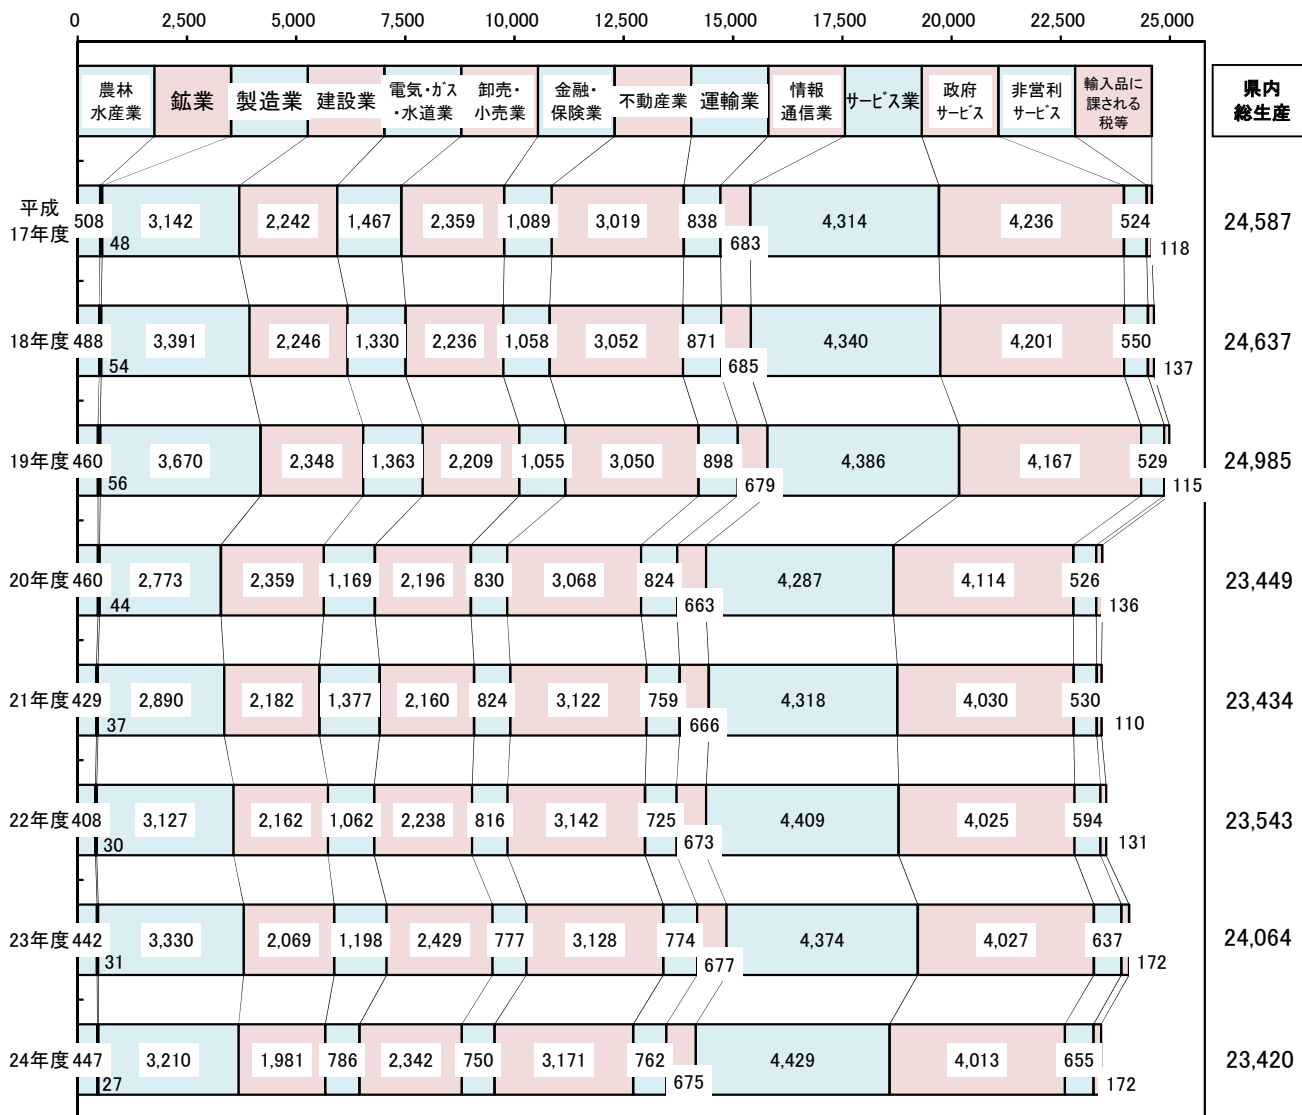 0 2,500 5,000 7,500 10,000 12,500 15,000 17,500 20,000 22,500 25,000
農林
水産業
鉱業
製造業
建設業
電気・ガス
・水道業
卸売・
小売業
金融・
保険業
不動産業
運輸業
情報
通信業
サービス業
政府
サービス
非営利
サービス
輸入品に
課される
税等
県内
総生産
平成
17年度 508 48 3,142 2,242 1,467 2,359 1,089 3,019 838 683 4,314 4,236 524 118 24,587
18年度 488 54 3,391 2,246 1,330 2,236 1,058 3,052 871 685 4,340 4,201 550 137 24,637
19年度 460 56 3,670 2,348 1,363 2,209 1,055 3,050 898 679 4,386 4,167 529 115 24,985
20年度 460 44 2,773 2,359 1,169 2,196 830 3,068 824 663 4,287 4,114 526 136 23,449
21年度 429 37 2,890 2,182 1,377 2,160 824 3,122 759 666 4,318 4,030 530 110 23,434
22年度 408 30 3,127 2,162 1,062 2,238 816 3,142 725 673 4,409 4,025 594 131 23,543
23年度 442 31 3,330 2,069 1,198 2,429 777 3,128 774 677 4,374 4,027 637 172 24,064
24年度 447 27 3,210 1,981 786 2,342 750 3,171 762 675 4,429 4,013 655 172 23,420